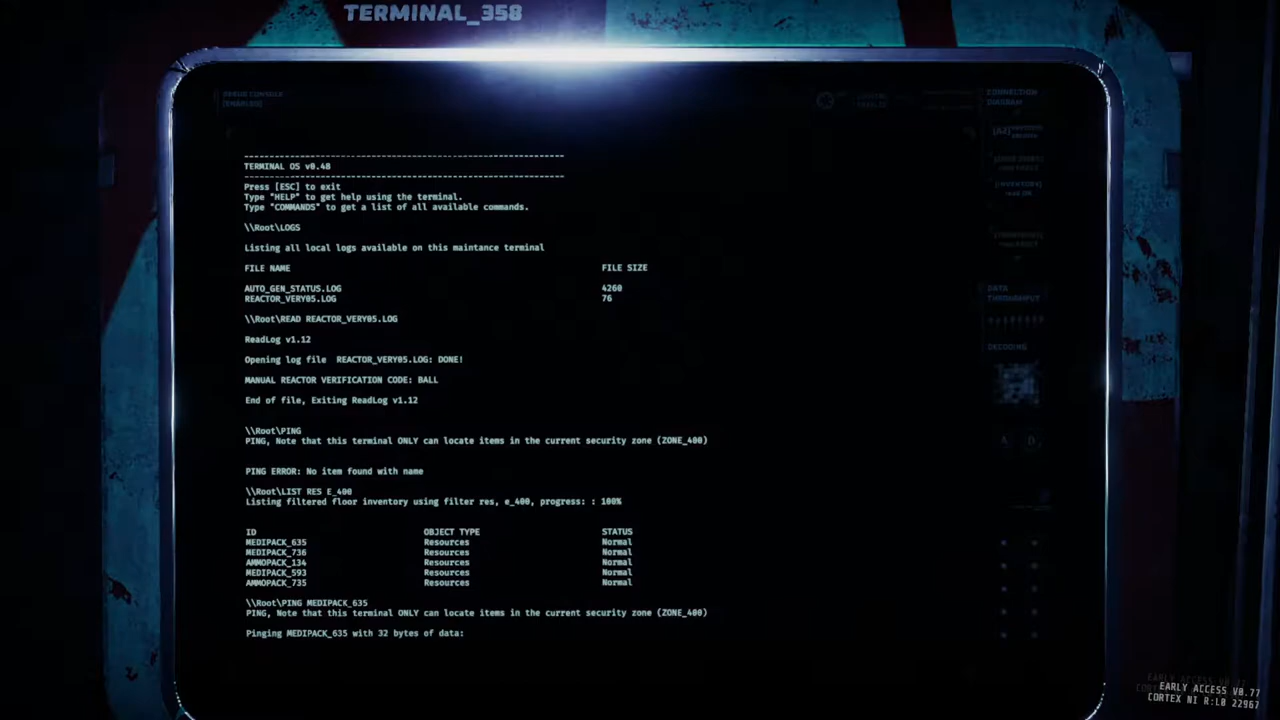 TERMINAL_358
DEBUG CONSOLE
CONNECTION
DIAGRAM
-----------------------------------------------------------------
TERMINAL OS v0.48
-----------------------------------------------------------------
Press [ESC] to exit
Type "HELP" to get help using the terminal.
Type "COMMANDS" to get a list of all available commands.
\\Root\LOGS
Listing all local logs available on this maintance terminal
FILE NAME FILE SIZE
AUTO_GEN_STATUS.LOG 4260
REACTOR_VERY05.LOG 76
\\Root\READ REACTOR_VERY05.LOG
ReadLog v1.12
Opening log file  REACTOR_VERY05.LOG: DONE!
MANUAL REACTOR VERIFICATION CODE: BALL
End of file, Exiting ReadLog v1.12
\\Root\PING
PING, Note that this terminal ONLY can locate items in the current security zone (ZONE_400)
PING ERROR: No item found with name
\\Root\LIST RES E_400
Listing filtered floor inventory using filter res, e_400, progress: : 100%
ID OBJECT TYPE STATUS
MEDIPACK_635 Resources Normal
MEDIPACK_736 Resources Normal
AMMOPACK_134 Resources Normal
MEDIPACK_593 Resources Normal
AMMOPACK_735 Resources Normal
\\Root\PING MEDIPACK_635
PING, Note that this terminal ONLY can locate items in the current security zone (ZONE_400)
Pinging MEDIPACK_635 with 32 bytes of data:
DATA
THROUGHPUT
DECODING
A D
EARLY ACCESS V0.77
CORTEX NI R:L0 22967